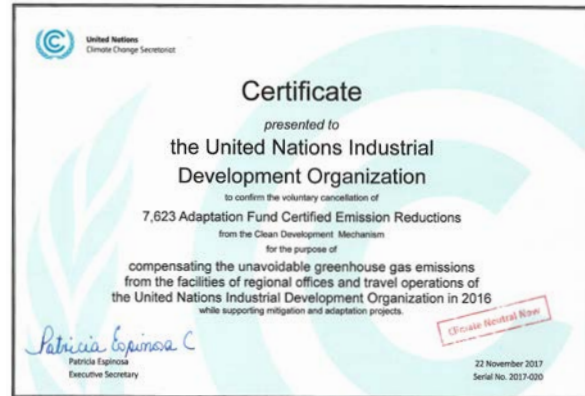 United Nations
Climate Change Secretariat
Certificate
presented to
the United Nations Industrial
Development Organization
to confirm the voluntary cancellation of
7,623 Adaptation Fund Certified Emission Reductions
from the Clean Development Mechanism
for the purpose of
compensating the unavoidable greenhouse gas emissions
from the facilities of regional offices and travel operations of
the United Nations Industrial Development Organization in 2016
while supporting mitigation and adaptation projects.
Climate Neutral Now
Patricia Espinosa C
Patricia Espinosa
Executive Secretary
22 November 2017
Serial No. 2017-020